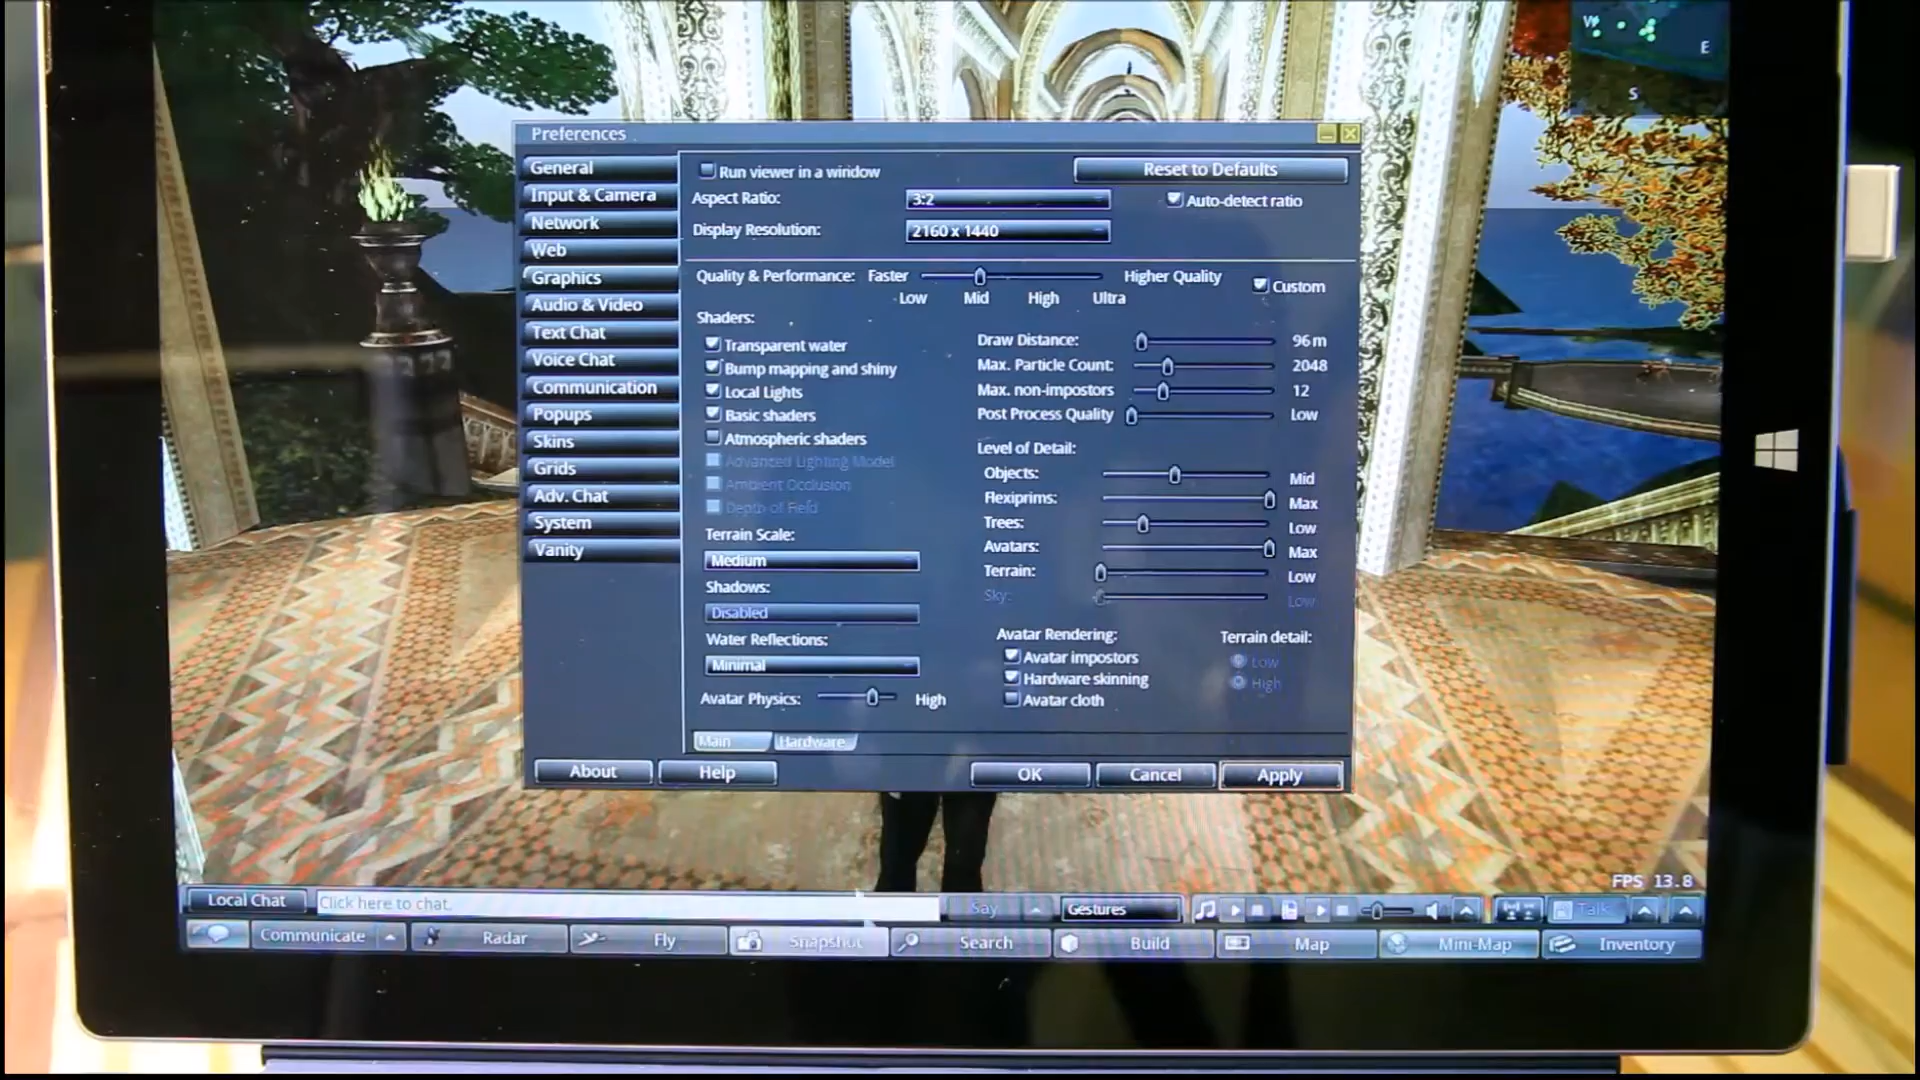 W
E
S
Preferences
General
Input & Camera
Network
Web
Graphics
Audio & Video
Text Chat
Voice Chat
Communication
Popups
Skins
Grids
Adv. Chat
System
Vanity
Run viewer in a window
Reset to Defaults
Aspect Ratio: 3:2 Auto-detect ratio
Display Resolution: 2160 x 1440
Quality & Performance: Faster Higher Quality Custom
Low Mid High Ultra
Shaders:
Transparent water
Bump mapping and shiny
Local Lights
Basic shaders
Atmospheric shaders
Advanced Lighting Model
Ambient Occlusion
Depth of Field
Terrain Scale:
Medium
Shadows:
Disabled
Water Reflections:
Minimal
Avatar Physics: High
Draw Distance: 96 m
Max. Particle Count: 2048
Max. non-impostors 12
Post Process Quality Low
Level of Detail:
Objects: Mid
Flexiprims: Max
Trees: Low
Avatars: Max
Terrain: Low
Sky: Low
Avatar Rendering:
Avatar impostors
Hardware skinning
Avatar cloth
Terrain detail:
Low
High
Main Hardware
About Help OK Cancel Apply
FPS 13.8
Local Chat Click here to chat. Say Gestures Talk
Communicate Radar Fly Snapshot Search Build Map Mini-Map Inventory